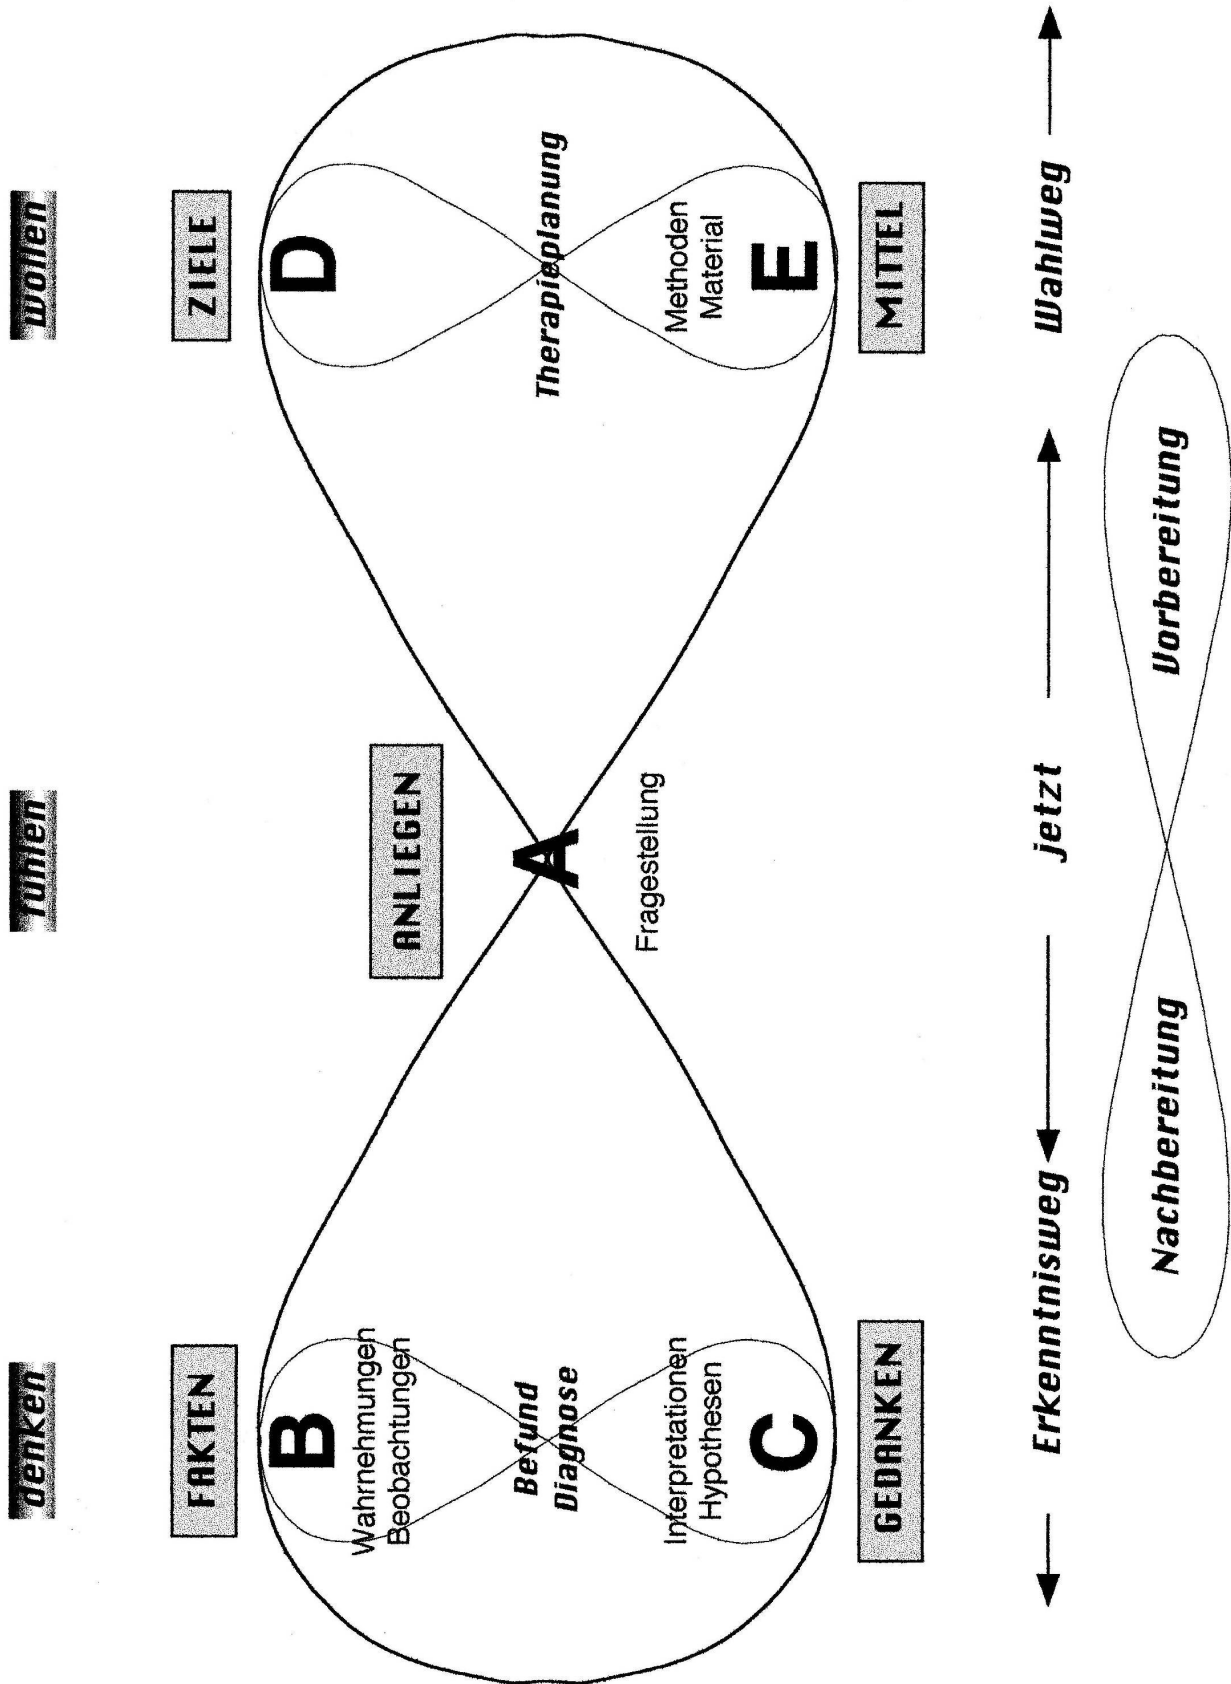 denken
fühlen
wollen
FAKTEN
ZIELE
B
D
Wahrnehmungen
Beobachtungen
ANLIEGEN
A
Befund
Diagnose
Therapieplanung
Fragestellung
Interpretationen
Hypothesen
Methoden
Material
C
E
GEDANKEN
MITTEL
Erkenntnisweg
jetzt
Wahlweg
Nachbereitung
Vorbereitung